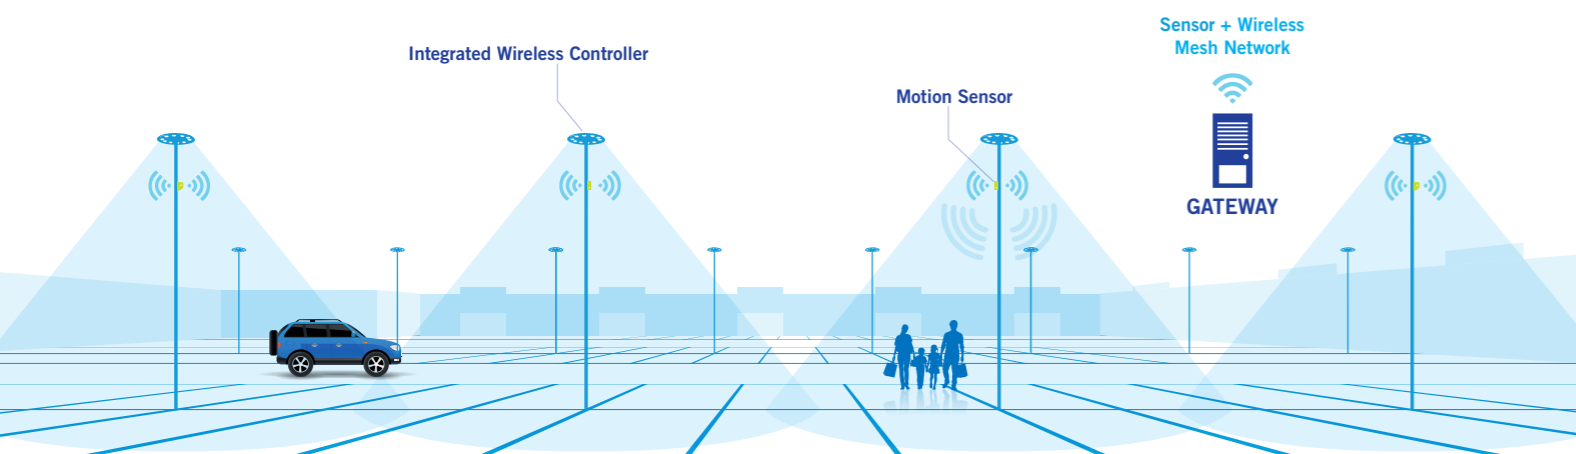 Integrated Wireless Controller
Motion Sensor
Sensor + Wireless
Mesh Network
GATEWAY